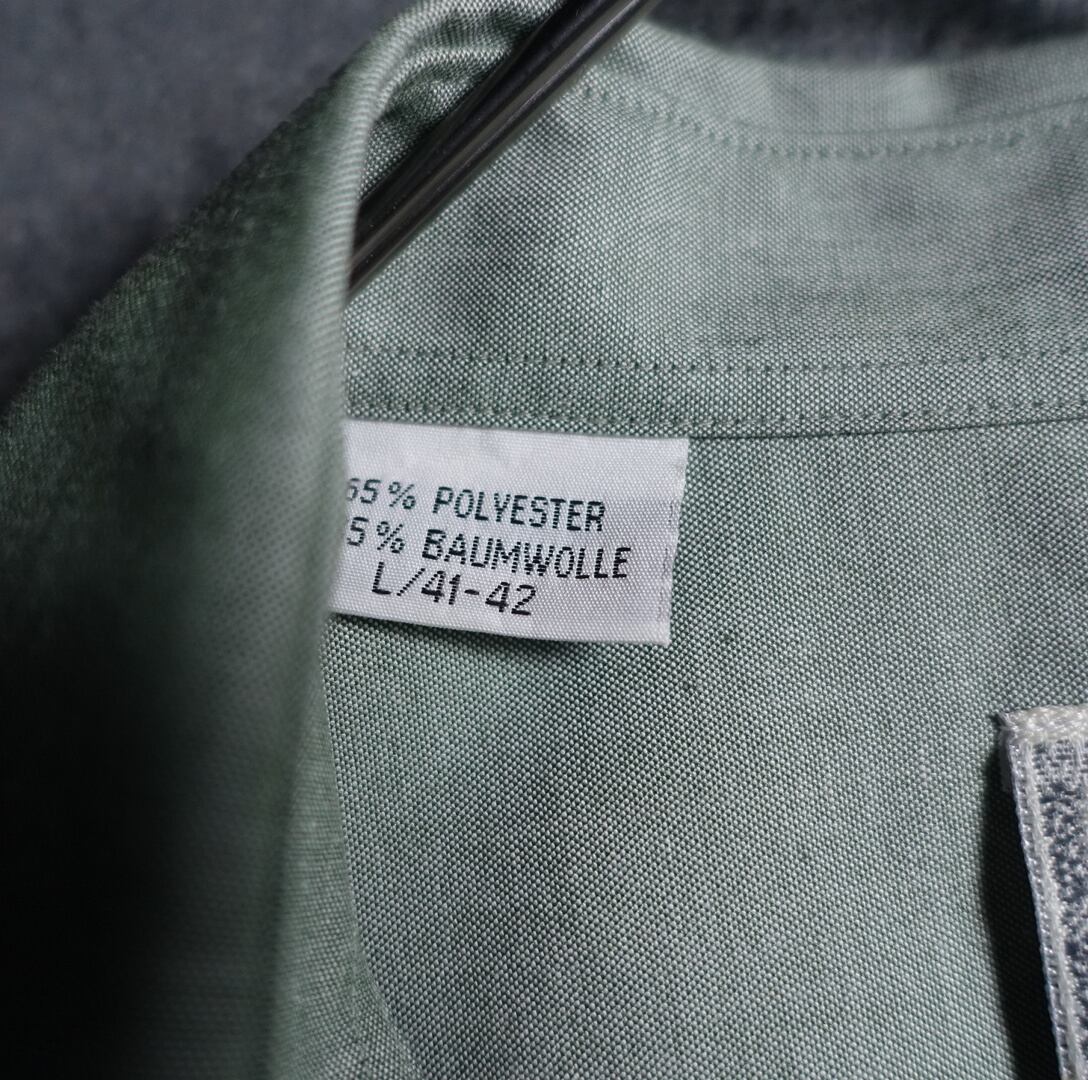 65% POLYESTER
5% BAUMWOLLE
L/41-42